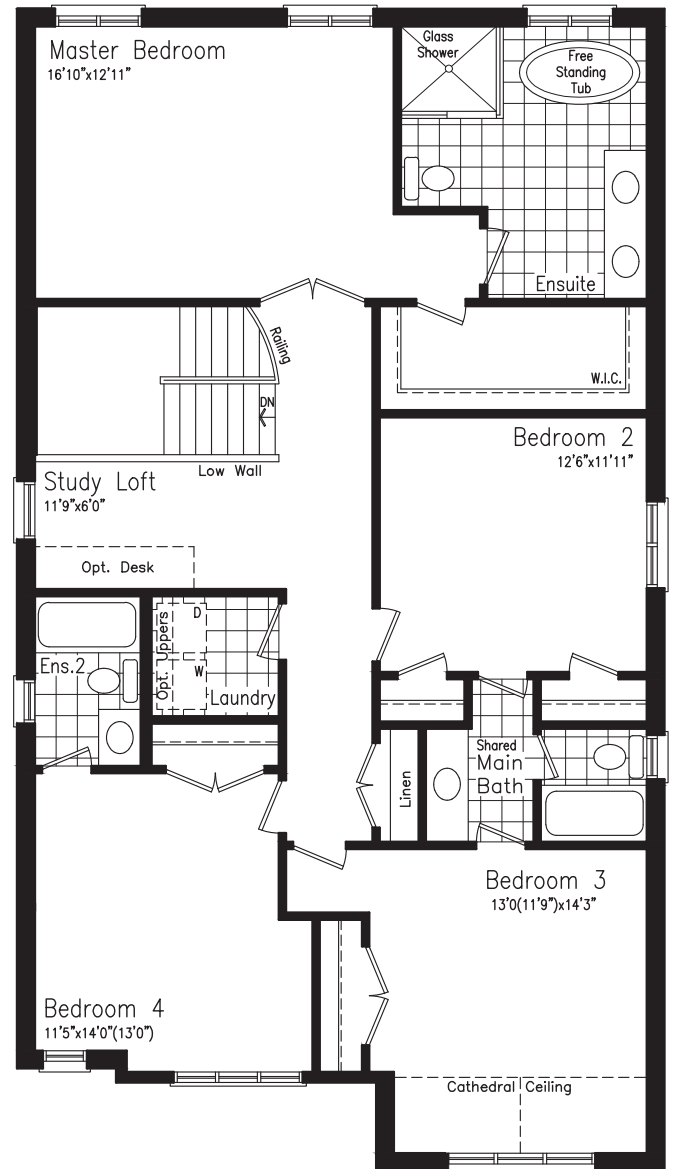 Master Bedroom
16'10"x12'11"
Glass
Shower
Free
Standing
Tub
Ensuite
Railing
DN
W.I.C.
Low Wall
Bedroom 2
12'6"x11'11"
Study Loft
11'9"x6'0"
Opt. Desk
Opt. Uppers
D
W
Laundry
Ens.2
Linen
Shared
Main
Bath
Bedroom 3
13'0(11'9")x14'3"
Bedroom 4
11'5"x14'0"(13'0")
Cathedral Ceiling